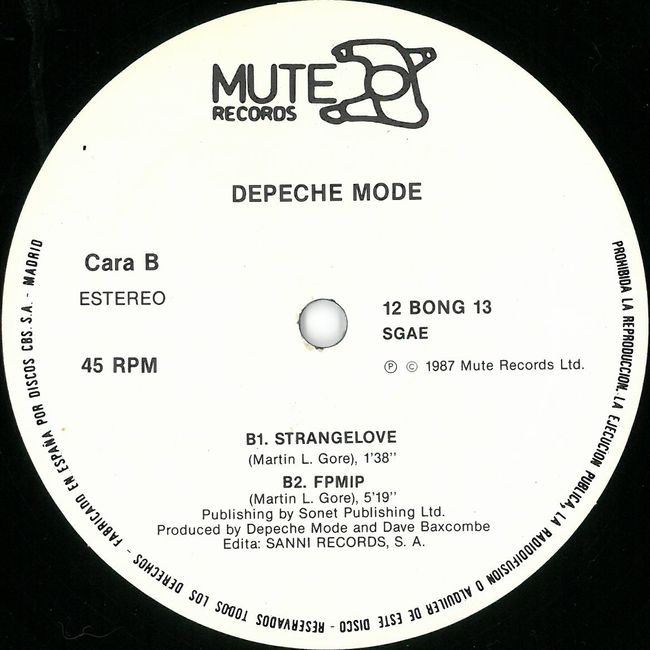 MUTE
RECORDS
DEPECHE MODE
Cara B
ESTEREO
45 RPM
12 BONG 13
SGAE
Ⓟ © 1987 Mute Records Ltd.
B1. STRANGELOVE
(Martin L. Gore), 1'38''
B2. FPMIP
(Martin L. Gore), 5'19''
Publishing by Sonet Publishing Ltd.
Produced by Depeche Mode and Dave Baxcombe
Edita: SANNI RECORDS, S. A.
PROHIBIDA LA REPRODUCCION, LA EJECUCION PUBLICA, LA RADIODIFUSION O ALQUILER DE ESTE DISCO - RESERVADOS TODOS LOS DERECHOS - FABRICADO EN ESPAÑA POR DISCOS CBS. S.A. - MADRID